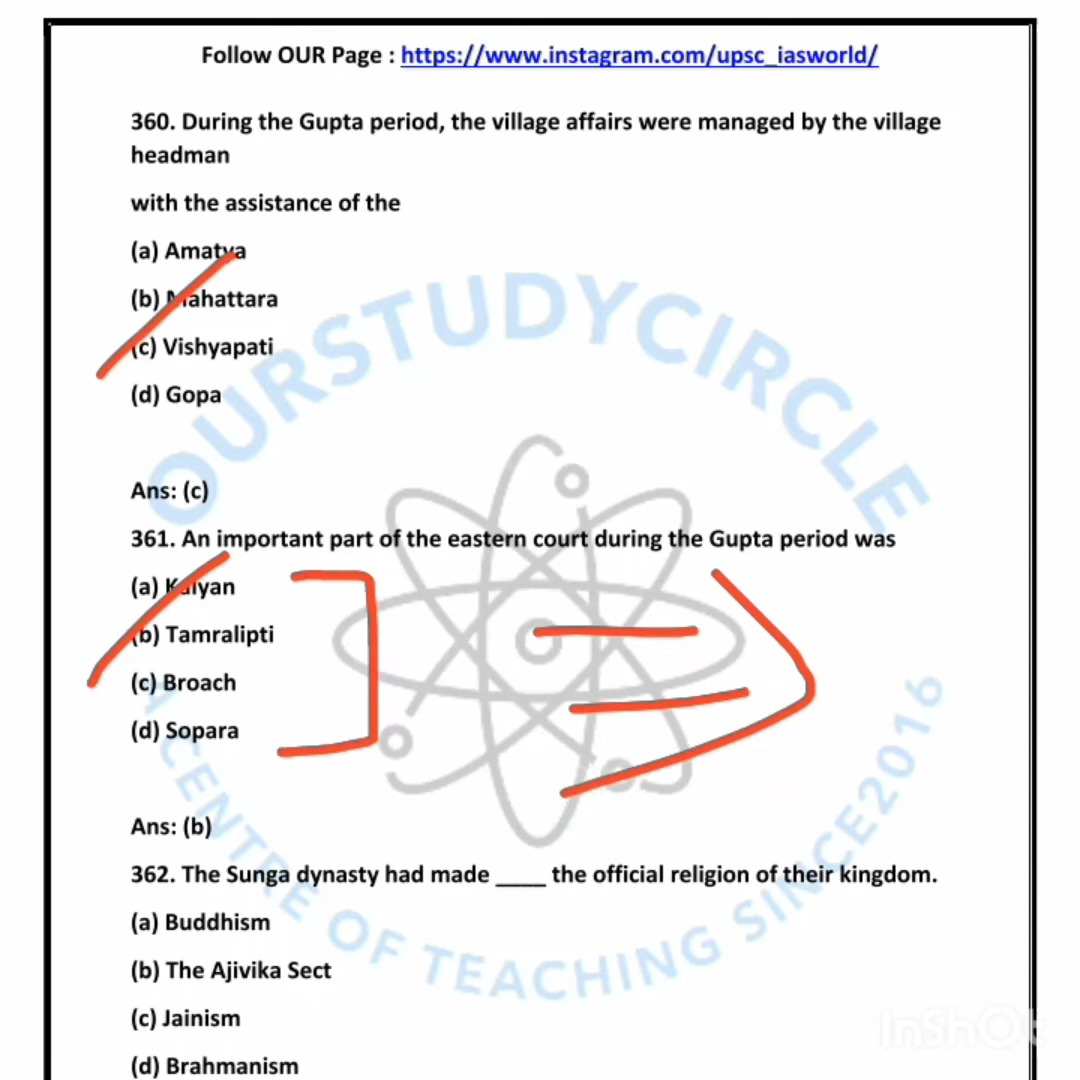 Follow OUR Page : https://www.instagram.com/upsc_iasworld/
360. During the Gupta period, the village affairs were managed by the village
headman
with the assistance of the
(a) Amatya
(b) Mahattara
(c) Vishyapati
(d) Gopa
Ans: (c)
361. An important part of the eastern court during the Gupta period was
(a) Kalyan
(b) Tamralipti
(c) Broach
(d) Sopara
Ans: (b)
362. The Sunga dynasty had made ____ the official religion of their kingdom.
(a) Buddhism
(b) The Ajivika Sect
(c) Jainism
(d) Brahmanism
OURSTUDYCIRCLE
A CENTRE OF TEACHING SINCE2016
InShOt